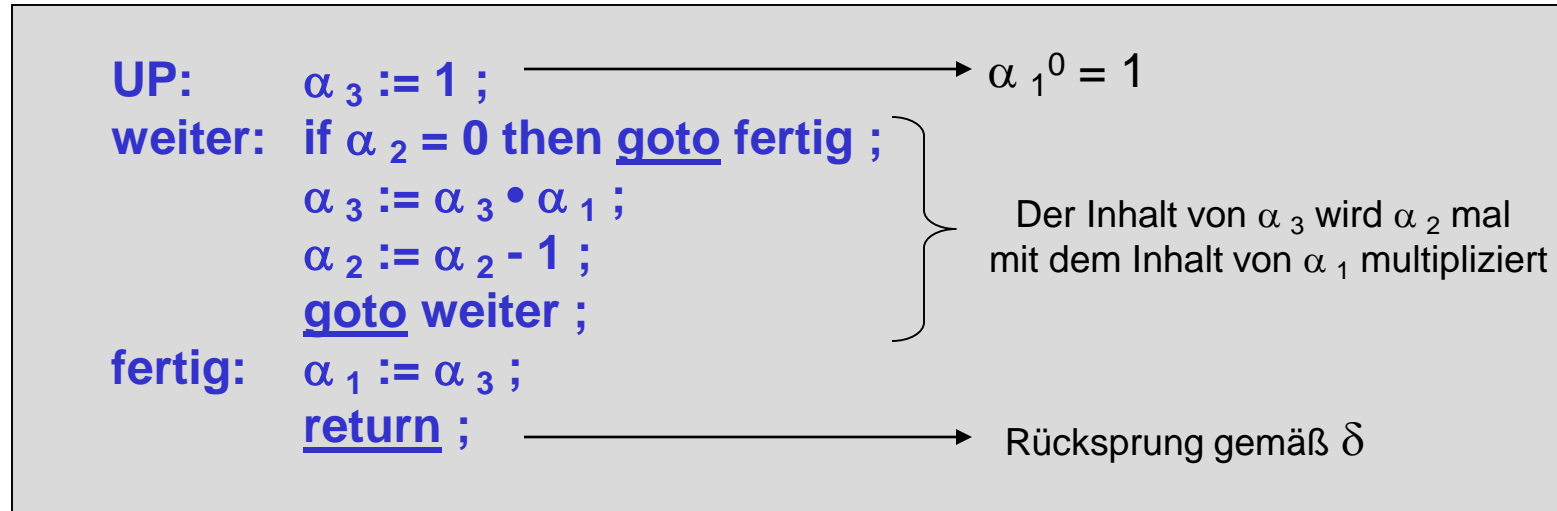 UP: α 3 := 1 ; α 1⁰ = 1
weiter: if α 2 = 0 then goto fertig ;
α 3 := α 3 • α 1 ;
α 2 := α 2 - 1 ;
goto weiter ;
Der Inhalt von α 3 wird α 2 mal
mit dem Inhalt von α 1 multipliziert
fertig: α 1 := α 3 ;
return ; Rücksprung gemäß δ